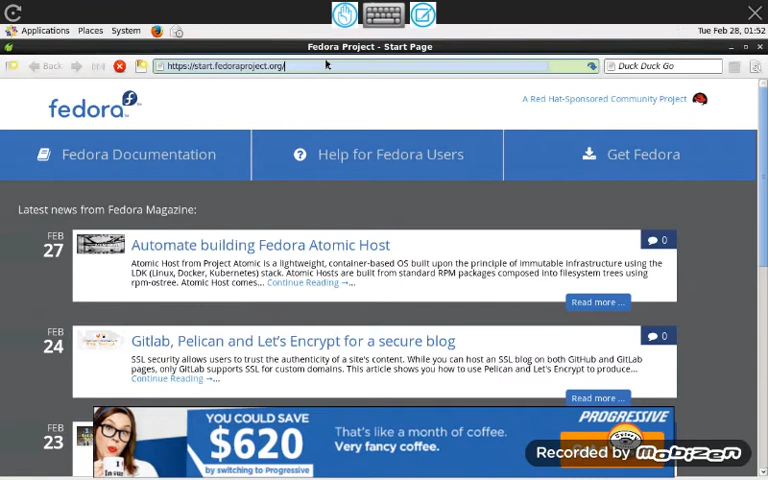 Applications Places System
Tue Feb 28, 01:52
Fedora Project - Start Page
Back
https://start.fedoraproject.org/
Duck Duck Go
fedora
A Red Hat-Sponsored Community Project
Fedora Documentation
Help for Fedora Users
Get Fedora
Latest news from Fedora Magazine:
FEB
27
Automate building Fedora Atomic Host
0
Atomic Host from Project Atomic is a lightweight, container-based OS built upon the principle of immutable infrastructure using the
LDK (Linux, Docker, Kubernetes) stack. Atomic Hosts are built from standard RPM packages composed into filesystem trees using
rpm-ostree. Atomic Host comes... Continue Reading →...
Read more ...
FEB
24
Gitlab, Pelican and Let's Encrypt for a secure blog
0
SSL security allows users to trust the authenticity of a site's content. While you can host an SSL blog on both GitHub and GitLab
pages, only GitLab supports SSL for custom domains. This article shows you how to use Pelican and Let's Encrypt to produce...
Continue Reading →...
Read more ...
FEB
23
YOU COULD SAVE
$620
by switching to Progressive
That's like a month of coffee.
Very fancy coffee.
PROGRESSIVE
Recorded by mobizen